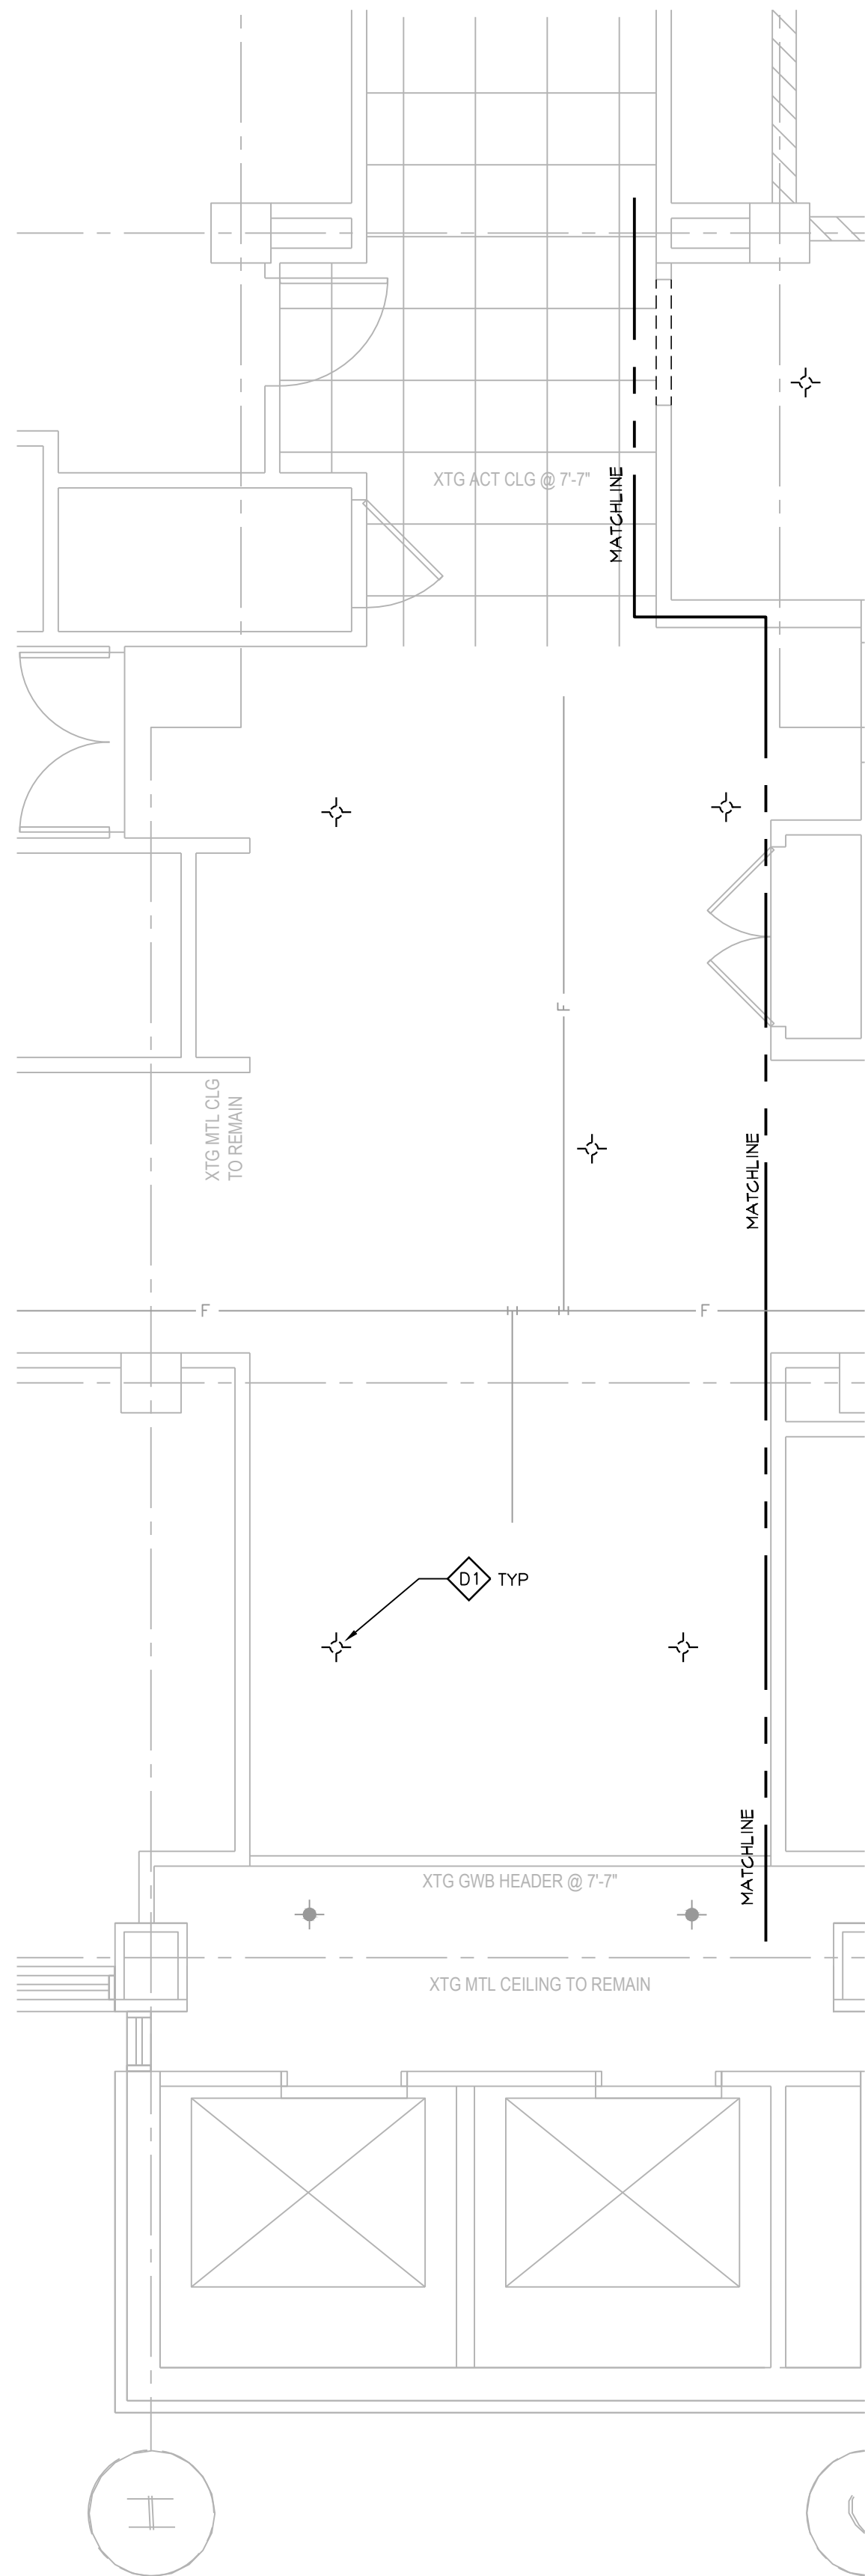 XTG ACT CLG @ 7'-7"
MATCHLINE
F
XTG MTL CLG
TO REMAIN
MATCHLINE
F
F
D1 TYP
MATCHLINE
XTG GWB HEADER @ 7'-7"
XTG MTL CEILING TO REMAIN